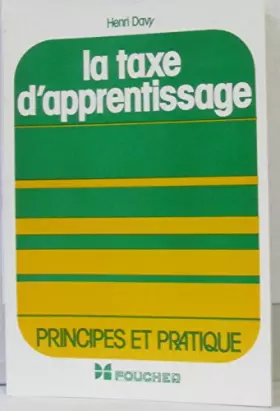 Henri Davy
la taxe
d'apprentissage
PRINCIPES ET PRATIQUE
FOUCHER